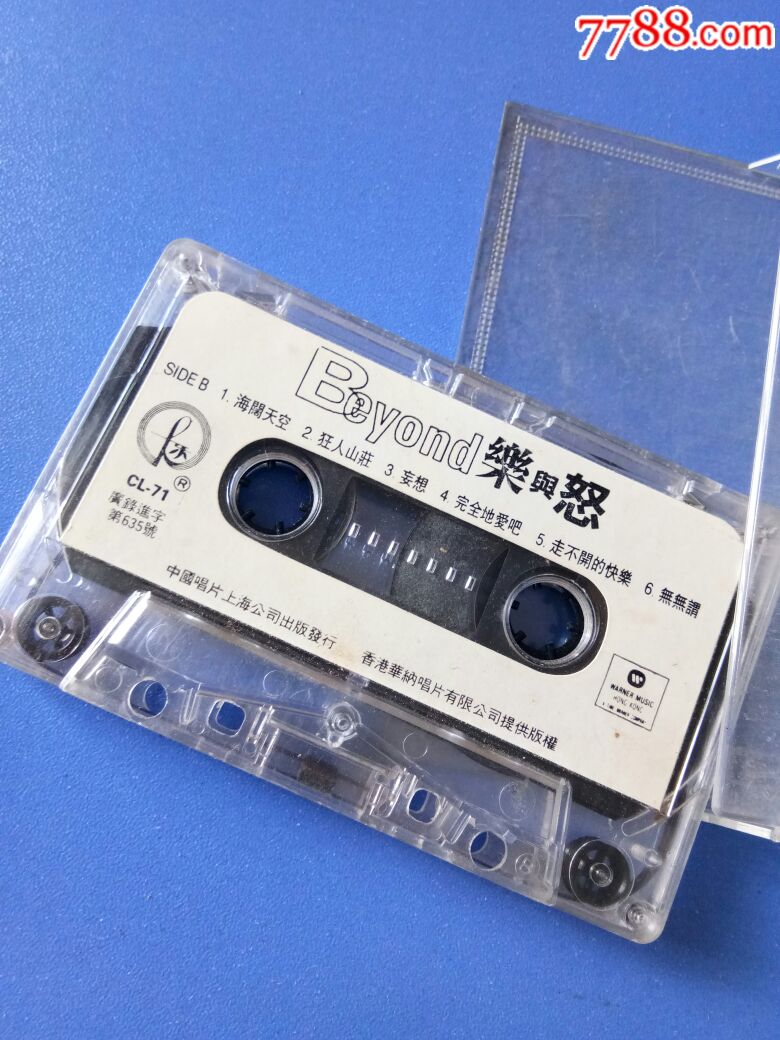 7788.com
Beyond 樂與怒
SIDE B 1. 海闊天空 2. 狂人山莊 3. 妄想 4. 完全地愛吧 5. 走不開的快樂 6. 無無謂
®
CL-71
廣錄進字
第635號
中國唱片上海公司出版發行 香港華納唱片有限公司提供版權
WARNER MUSIC
HONG KONG